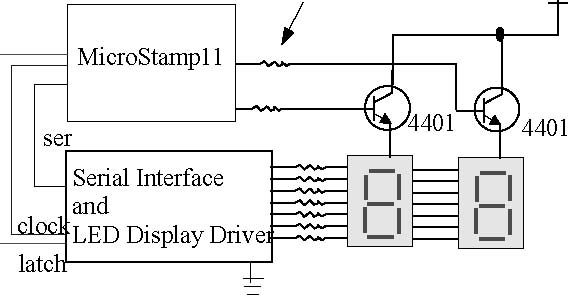 MicroStamp11
4401
4401
ser
Serial Interface
and
LED Display Driver
clock
latch